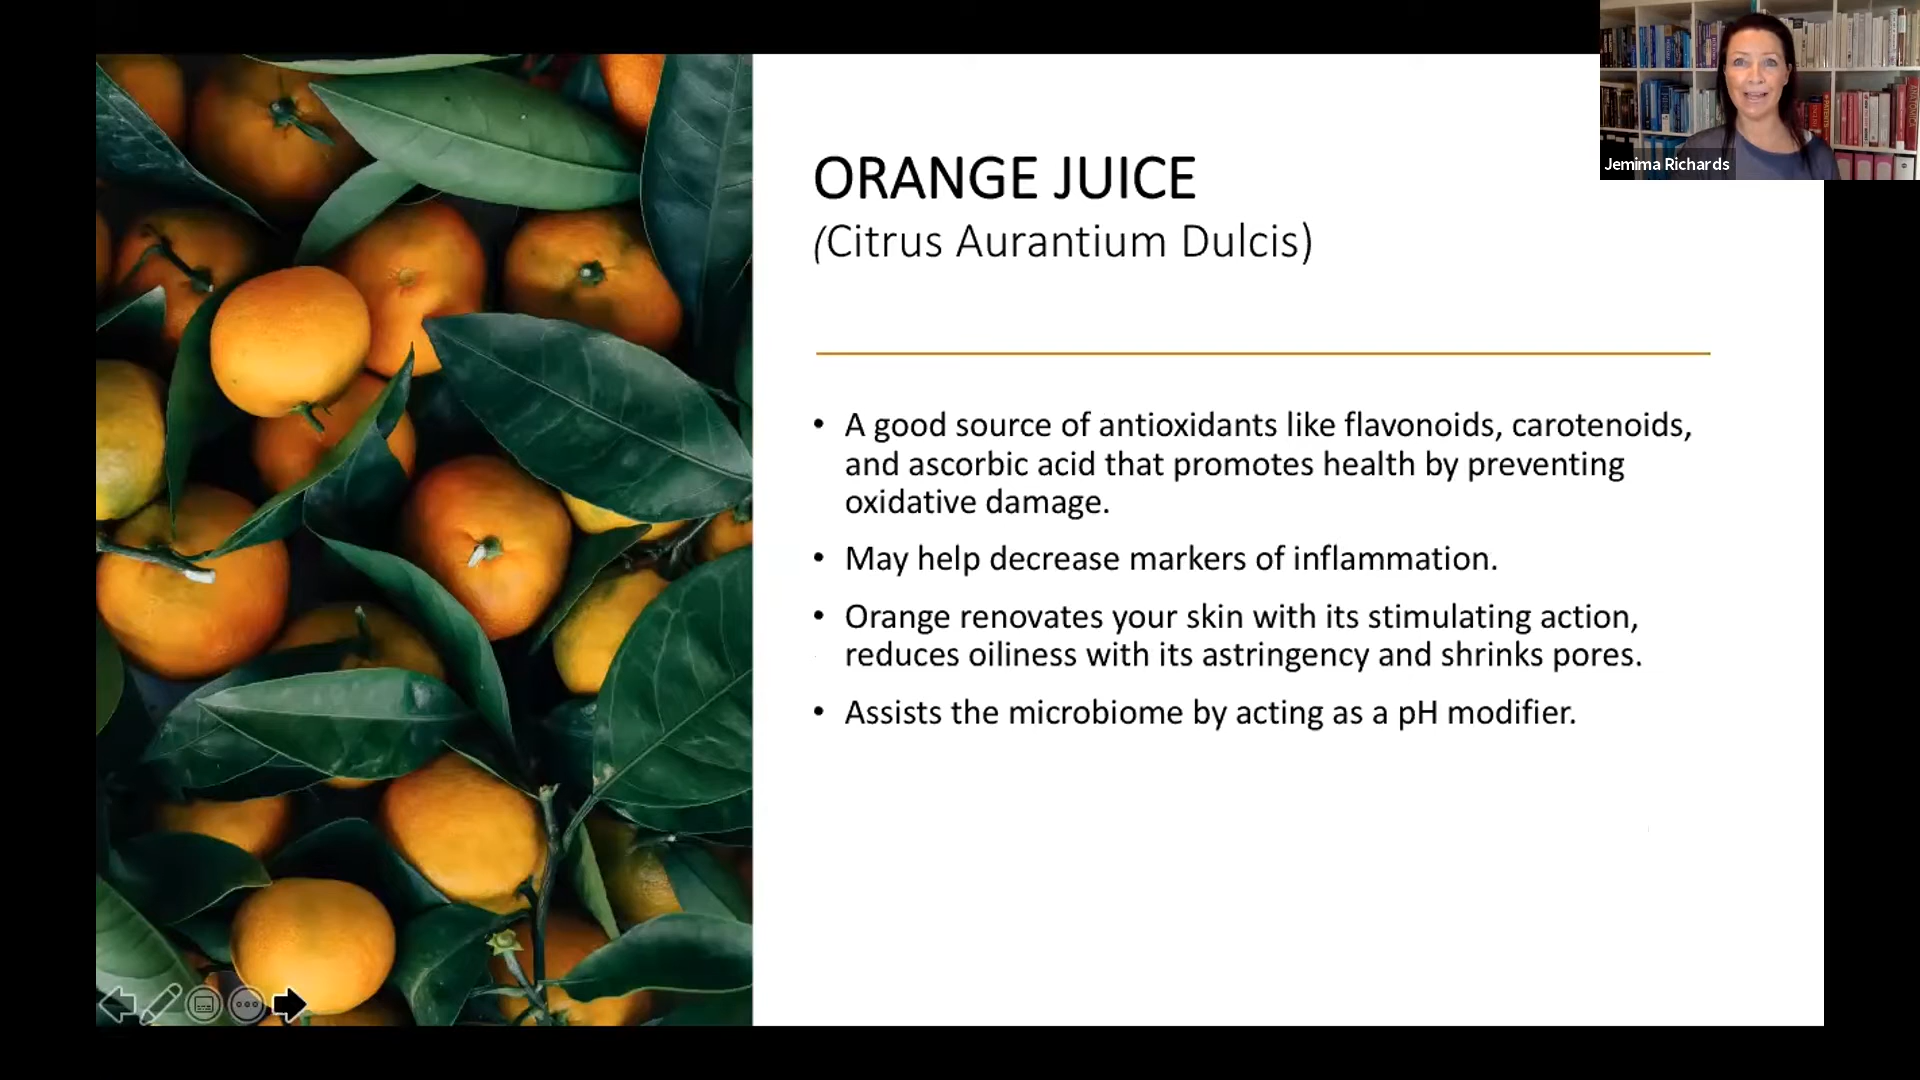 ORANGE JUICE
(Citrus Aurantium Dulcis)
• A good source of antioxidants like flavonoids, carotenoids,
and ascorbic acid that promotes health by preventing
oxidative damage.
• May help decrease markers of inflammation.
• Orange renovates your skin with its stimulating action,
reduces oiliness with its astringency and shrinks pores.
• Assists the microbiome by acting as a pH modifier.
Jemima Richards
ANATOMICA